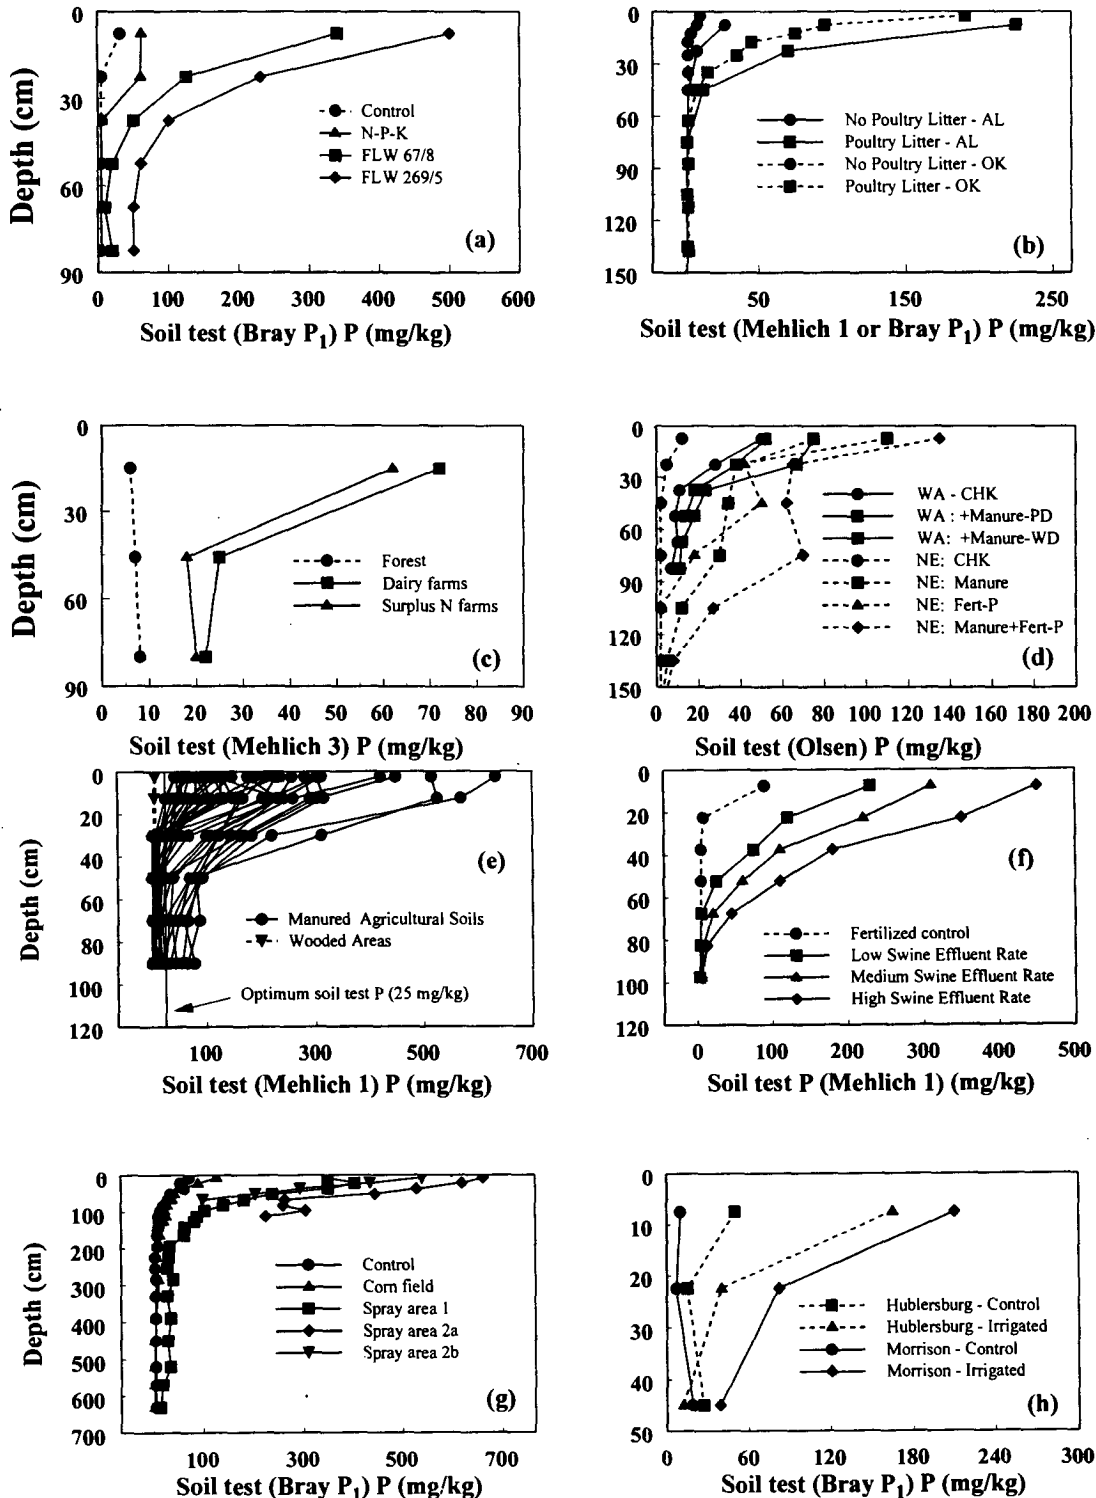 0
30
60
90
Depth (cm)
Control
N-P-K
FLW 67/8
FLW 269/5
(a)
0 100 200 300 400 500 600
Soil test (Bray P1) P (mg/kg)
0
30
60
90
120
150
No Poultry Litter - AL
Poultry Litter - AL
No Poultry Litter - OK
Poultry Litter - OK
(b)
50 150 250
Soil test (Mehlich 1 or Bray P1) P (mg/kg)
0
30
60
90
Depth (cm)
Forest
Dairy farms
Surplus N farms
(c)
0 10 20 30 40 50 60 70 80 90
Soil test (Mehlich 3) P (mg/kg)
0
30
60
90
120
150
WA - CHK
WA : +Manure-PD
WA: +Manure-WD
NE: CHK
NE: Manure
NE: Fert-P
NE: Manure+Fert-P
(d)
0 20 40 60 80 100 120 140 160 180 200
Soil test (Olsen) P (mg/kg)
0
20
40
60
80
100
120
Depth (cm)
(e)
Manured Agricultural Soils
Wooded Areas
Optimum soil test P (25 mg/kg)
100 300 500 700
Soil test (Mehlich 1) P (mg/kg)
0
20
40
60
80
100
120
(f)
Fertilized control
Low Swine Effluent Rate
Medium Swine Effluent Rate
High Swine Effluent Rate
0 100 200 300 400 500
Soil test P (Mehlich 1) (mg/kg)
0
100
200
300
400
500
600
700
Depth (cm)
Control
Corn field
Spray area 1
Spray area 2a
Spray area 2b
(g)
100 300 500 700
Soil test (Bray P1) P (mg/kg)
0
10
20
30
40
50
Hublersburg - Control
Hublersburg - Irrigated
Morrison - Control
Morrison - Irrigated
(h)
0 60 120 180 240 300
Soil test (Bray P1) P (mg/kg)